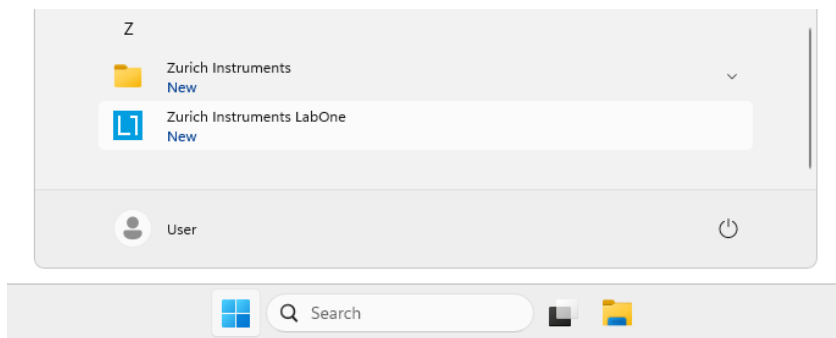 Z
Zurich Instruments
New
Zurich Instruments LabOne
New
User
Search